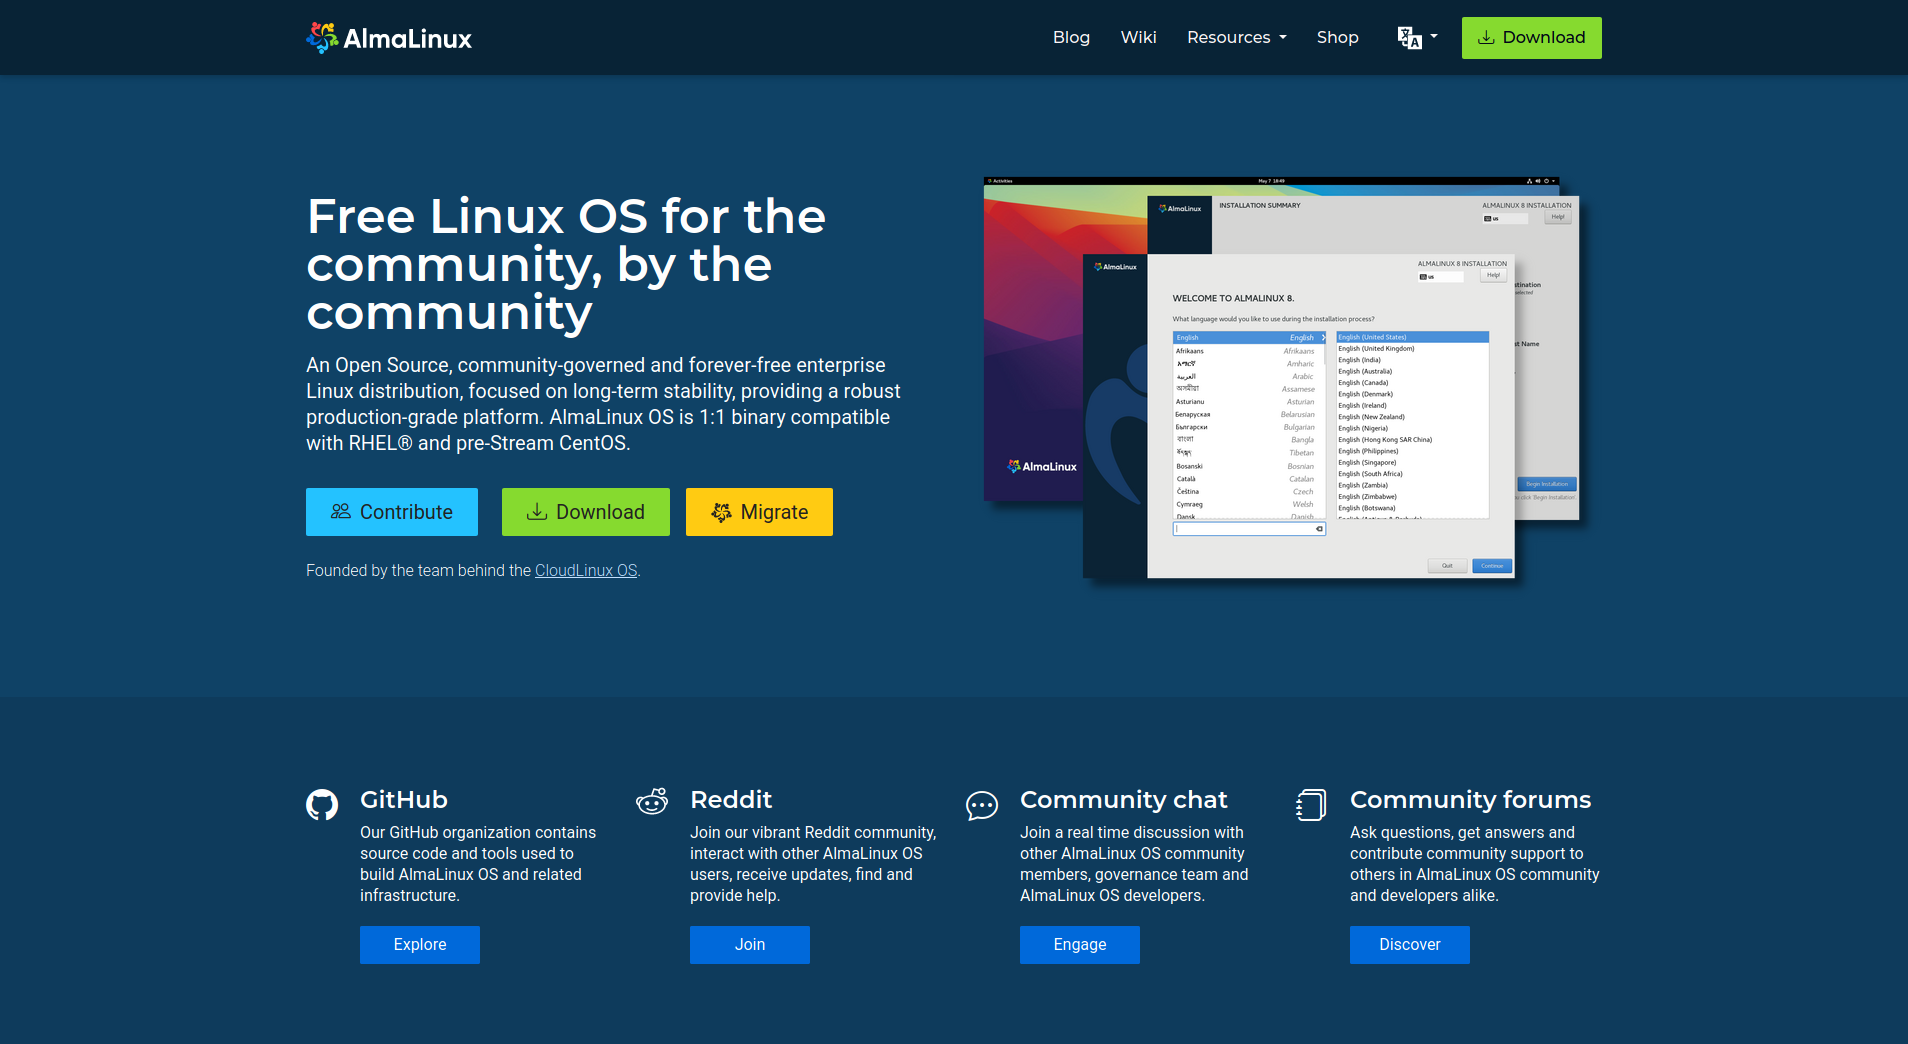 AlmaLinux
Blog
Wiki
Resources
Shop
Download
Free Linux OS for the
community, by the
community
An Open Source, community-governed and forever-free enterprise
Linux distribution, focused on long-term stability, providing a robust
production-grade platform. AlmaLinux OS is 1:1 binary compatible
with RHEL® and pre-Stream CentOS.
Contribute
Download
Migrate
Founded by the team behind the CloudLinux OS.
Activities
May 7 18:49
AlmaLinux
AlmaLinux
INSTALLATION SUMMARY
ALMALINUX 8 INSTALLATION
us
Help!
Begin Installation
AlmaLinux
ALMALINUX 8 INSTALLATION
us
Help!
WELCOME TO ALMALINUX 8.
What language would you like to use during the installation process?
English English
Afrikaans Afrikaans
አማርኛ Amharic
العربية Arabic
অসমীয়া Assamese
Asturianu Asturian
Беларуская Belarusian
Български Bulgarian
বাংলা Bangla
Tibetan
Bosanski Bosnian
Català Catalan
Čeština Czech
Cymraeg Welsh
Dansk Danish
English (United States)
English (United Kingdom)
English (India)
English (Australia)
English (Canada)
English (Denmark)
English (Ireland)
English (New Zealand)
English (Nigeria)
English (Hong Kong SAR China)
English (Philippines)
English (Singapore)
English (South Africa)
English (Zambia)
English (Zimbabwe)
English (Botswana)
Quit
Continue
GitHub
Our GitHub organization contains
source code and tools used to
build AlmaLinux OS and related
infrastructure.
Explore
Reddit
Join our vibrant Reddit community,
interact with other AlmaLinux OS
users, receive updates, find and
provide help.
Join
Community chat
Join a real time discussion with
other AlmaLinux OS community
members, governance team and
AlmaLinux OS developers.
Engage
Community forums
Ask questions, get answers and
contribute community support to
others in AlmaLinux OS community
and developers alike.
Discover